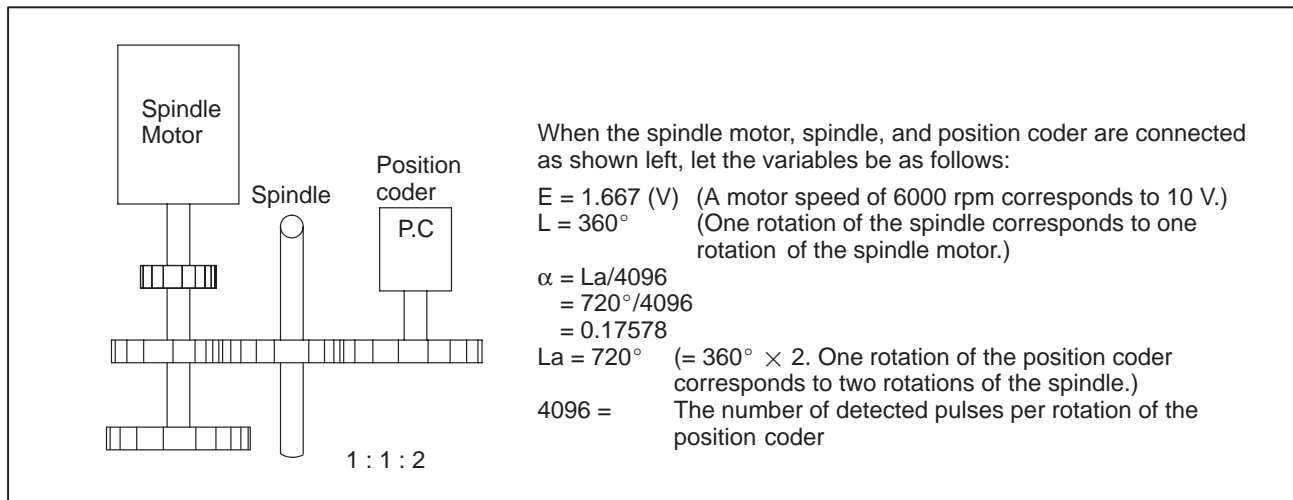 Spindle
Motor
Spindle
Position
coder
P.C
1 : 1 : 2
When the spindle motor, spindle, and position coder are connected
as shown left, let the variables be as follows:
E = 1.667 (V) (A motor speed of 6000 rpm corresponds to 10 V.)
L = 360° (One rotation of the spindle corresponds to one
rotation of the spindle motor.)
α = La/4096
= 720°/4096
= 0.17578
La = 720° (= 360° × 2. One rotation of the position coder
corresponds to two rotations of the spindle.)
4096 = The number of detected pulses per rotation of the
position coder